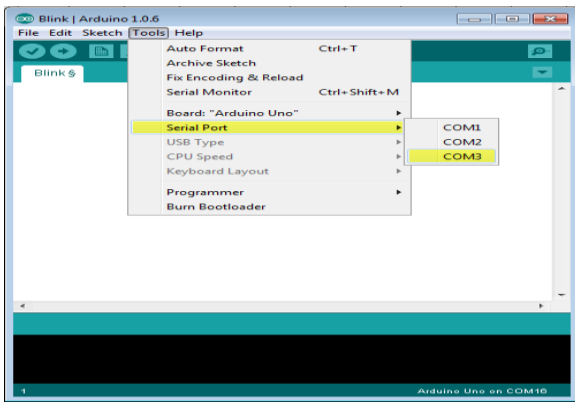 Blink | Arduino 1.0.6
File Edit Sketch Tools Help
Blink §
Auto Format Ctrl+T
Archive Sketch
Fix Encoding & Reload
Serial Monitor Ctrl+Shift+M
Board: "Arduino Uno"
Serial Port
COM1
USB Type
COM2
CPU Speed
COM3
Keyboard Layout
Programmer
Burn Bootloader
1 Arduino Uno on COM16